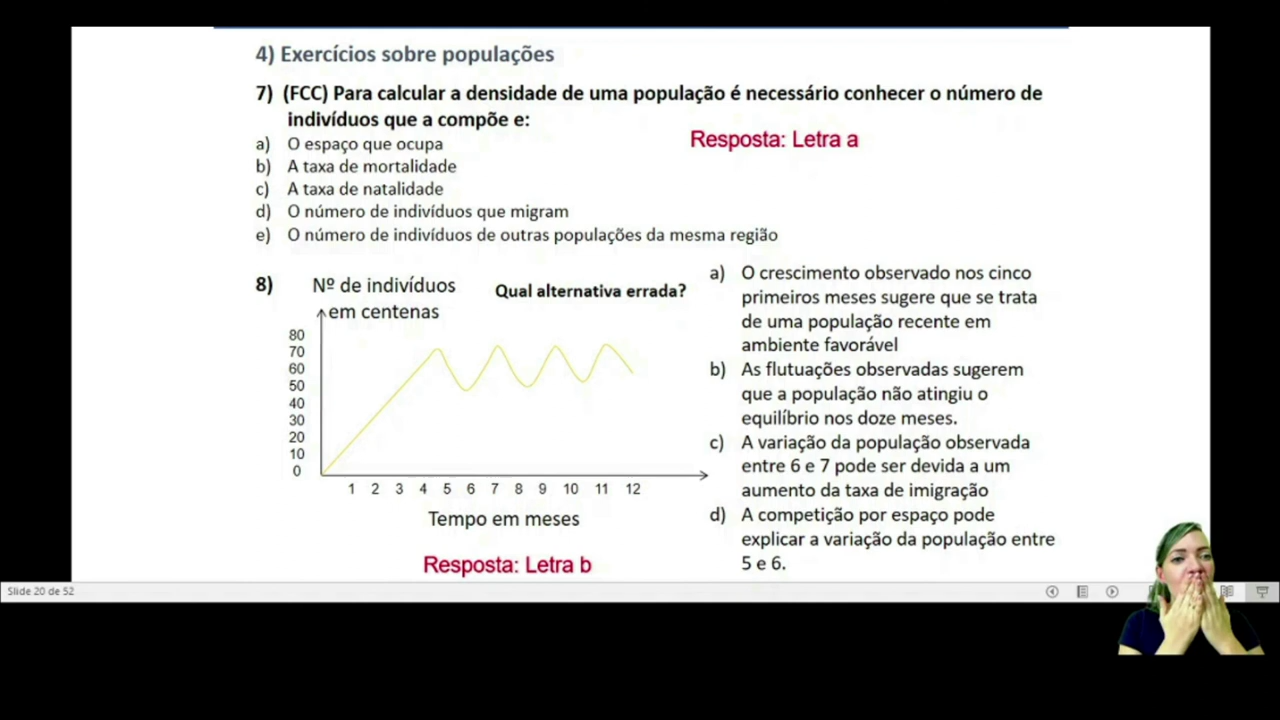 4) Exercícios sobre populações
7) (FCC) Para calcular a densidade de uma população é necessário conhecer o número de
indivíduos que a compõe e:
Resposta: Letra a
a) O espaço que ocupa
b) A taxa de mortalidade
c) A taxa de natalidade
d) O número de indivíduos que migram
e) O número de indivíduos de outras populações da mesma região
8)
Nº de indivíduos
em centenas
Qual alternativa errada?
80
70
60
50
40
30
20
10
0
1 2 3 4 5 6 7 8 9 10 11 12
Tempo em meses
Resposta: Letra b
a) O crescimento observado nos cinco
primeiros meses sugere que se trata
de uma população recente em
ambiente favorável
b) As flutuações observadas sugerem
que a população não atingiu o
equilíbrio nos doze meses.
c) A variação da população observada
entre 6 e 7 pode ser devida a um
aumento da taxa de imigração
d) A competição por espaço pode
explicar a variação da população entre
5 e 6.
Slide 20 de 52